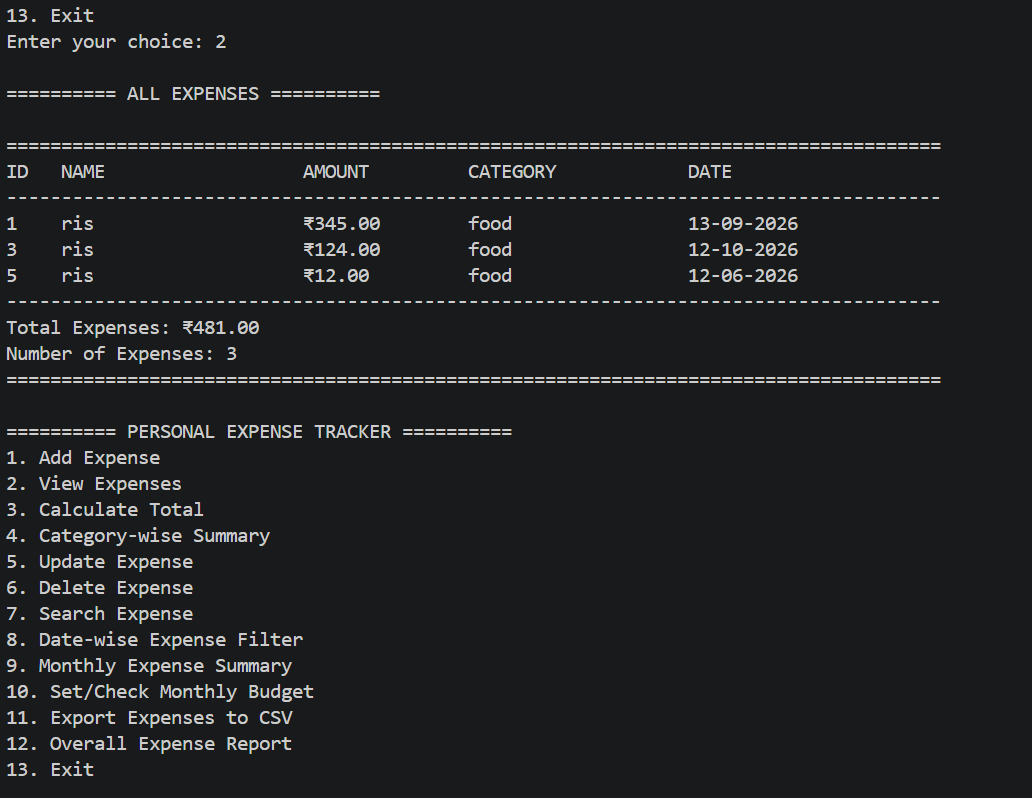 13. Exit
Enter your choice: 2
========== ALL EXPENSES ==========
=====================================================================================
ID   NAME                  AMOUNT         CATEGORY            DATE
-------------------------------------------------------------------------------------
1    ris                   ₹345.00        food                13-09-2026
3    ris                   ₹124.00        food                12-10-2026
5    ris                   ₹12.00         food                12-06-2026
-------------------------------------------------------------------------------------
Total Expenses: ₹481.00
Number of Expenses: 3
=====================================================================================
========== PERSONAL EXPENSE TRACKER ==========
1. Add Expense
2. View Expenses
3. Calculate Total
4. Category-wise Summary
5. Update Expense
6. Delete Expense
7. Search Expense
8. Date-wise Expense Filter
9. Monthly Expense Summary
10. Set/Check Monthly Budget
11. Export Expenses to CSV
12. Overall Expense Report
13. Exit